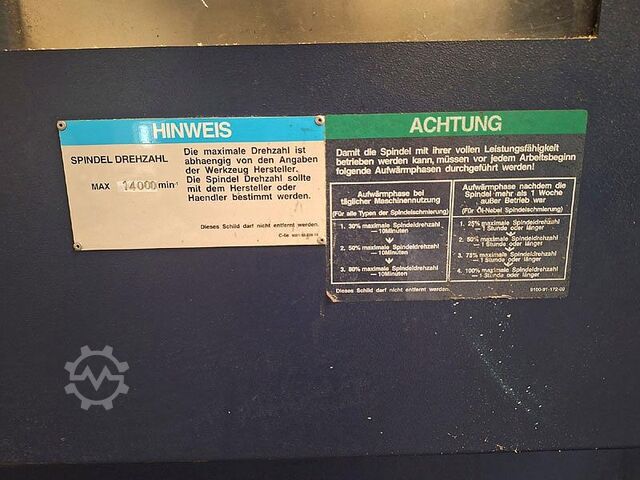 HINWEIS
SPINDEL DREHZAHL
MAX 14000 min⁻¹
Die maximale Drehzahl ist
abhaengig von den Angaben
der Werkzeug Hersteller.
Die Spindel Drehzahl sollte
mit dem Hersteller oder
Haendler bestimmt werden.
Dieses Schild darf nicht entfernt werden.
ACHTUNG
Damit die Spindel mit ihrer vollen Leistungsfähigkeit
betrieben werden kann, müssen vor jedem Arbeitsbeginn
folgende Aufwärmphasen durchgeführt werden!
Aufwärmphase bei
täglicher Maschinennutzung
(Für alle Typen der Spindelschmierung)
1. 30% maximale Spindeldrehzahl
—10Minuten
2. 50% maximale Spindeldrehzahl
—10Minuten
3. 80% maximale Spindeldrehzahl
—10Minuten
Aufwärmphase nachdem die
Spindel mehr als 1 Woche
außer Betrieb war
(Für Öl-Nebel Spindelschmierung)
1. 25% maximale Spindeldrehzahl
—1 Stunde oder länger
2. 50% maximale Spindeldrehzahl
—1 Stunde oder länger
3. 75% maximale Spindeldrehzahl
—1 Stunde oder länger
4. 100% maximale Spindeldrehzahl
—1 Stunde oder länger
Dieses Schild darf nicht entfernt werden.
9100-91-172-02